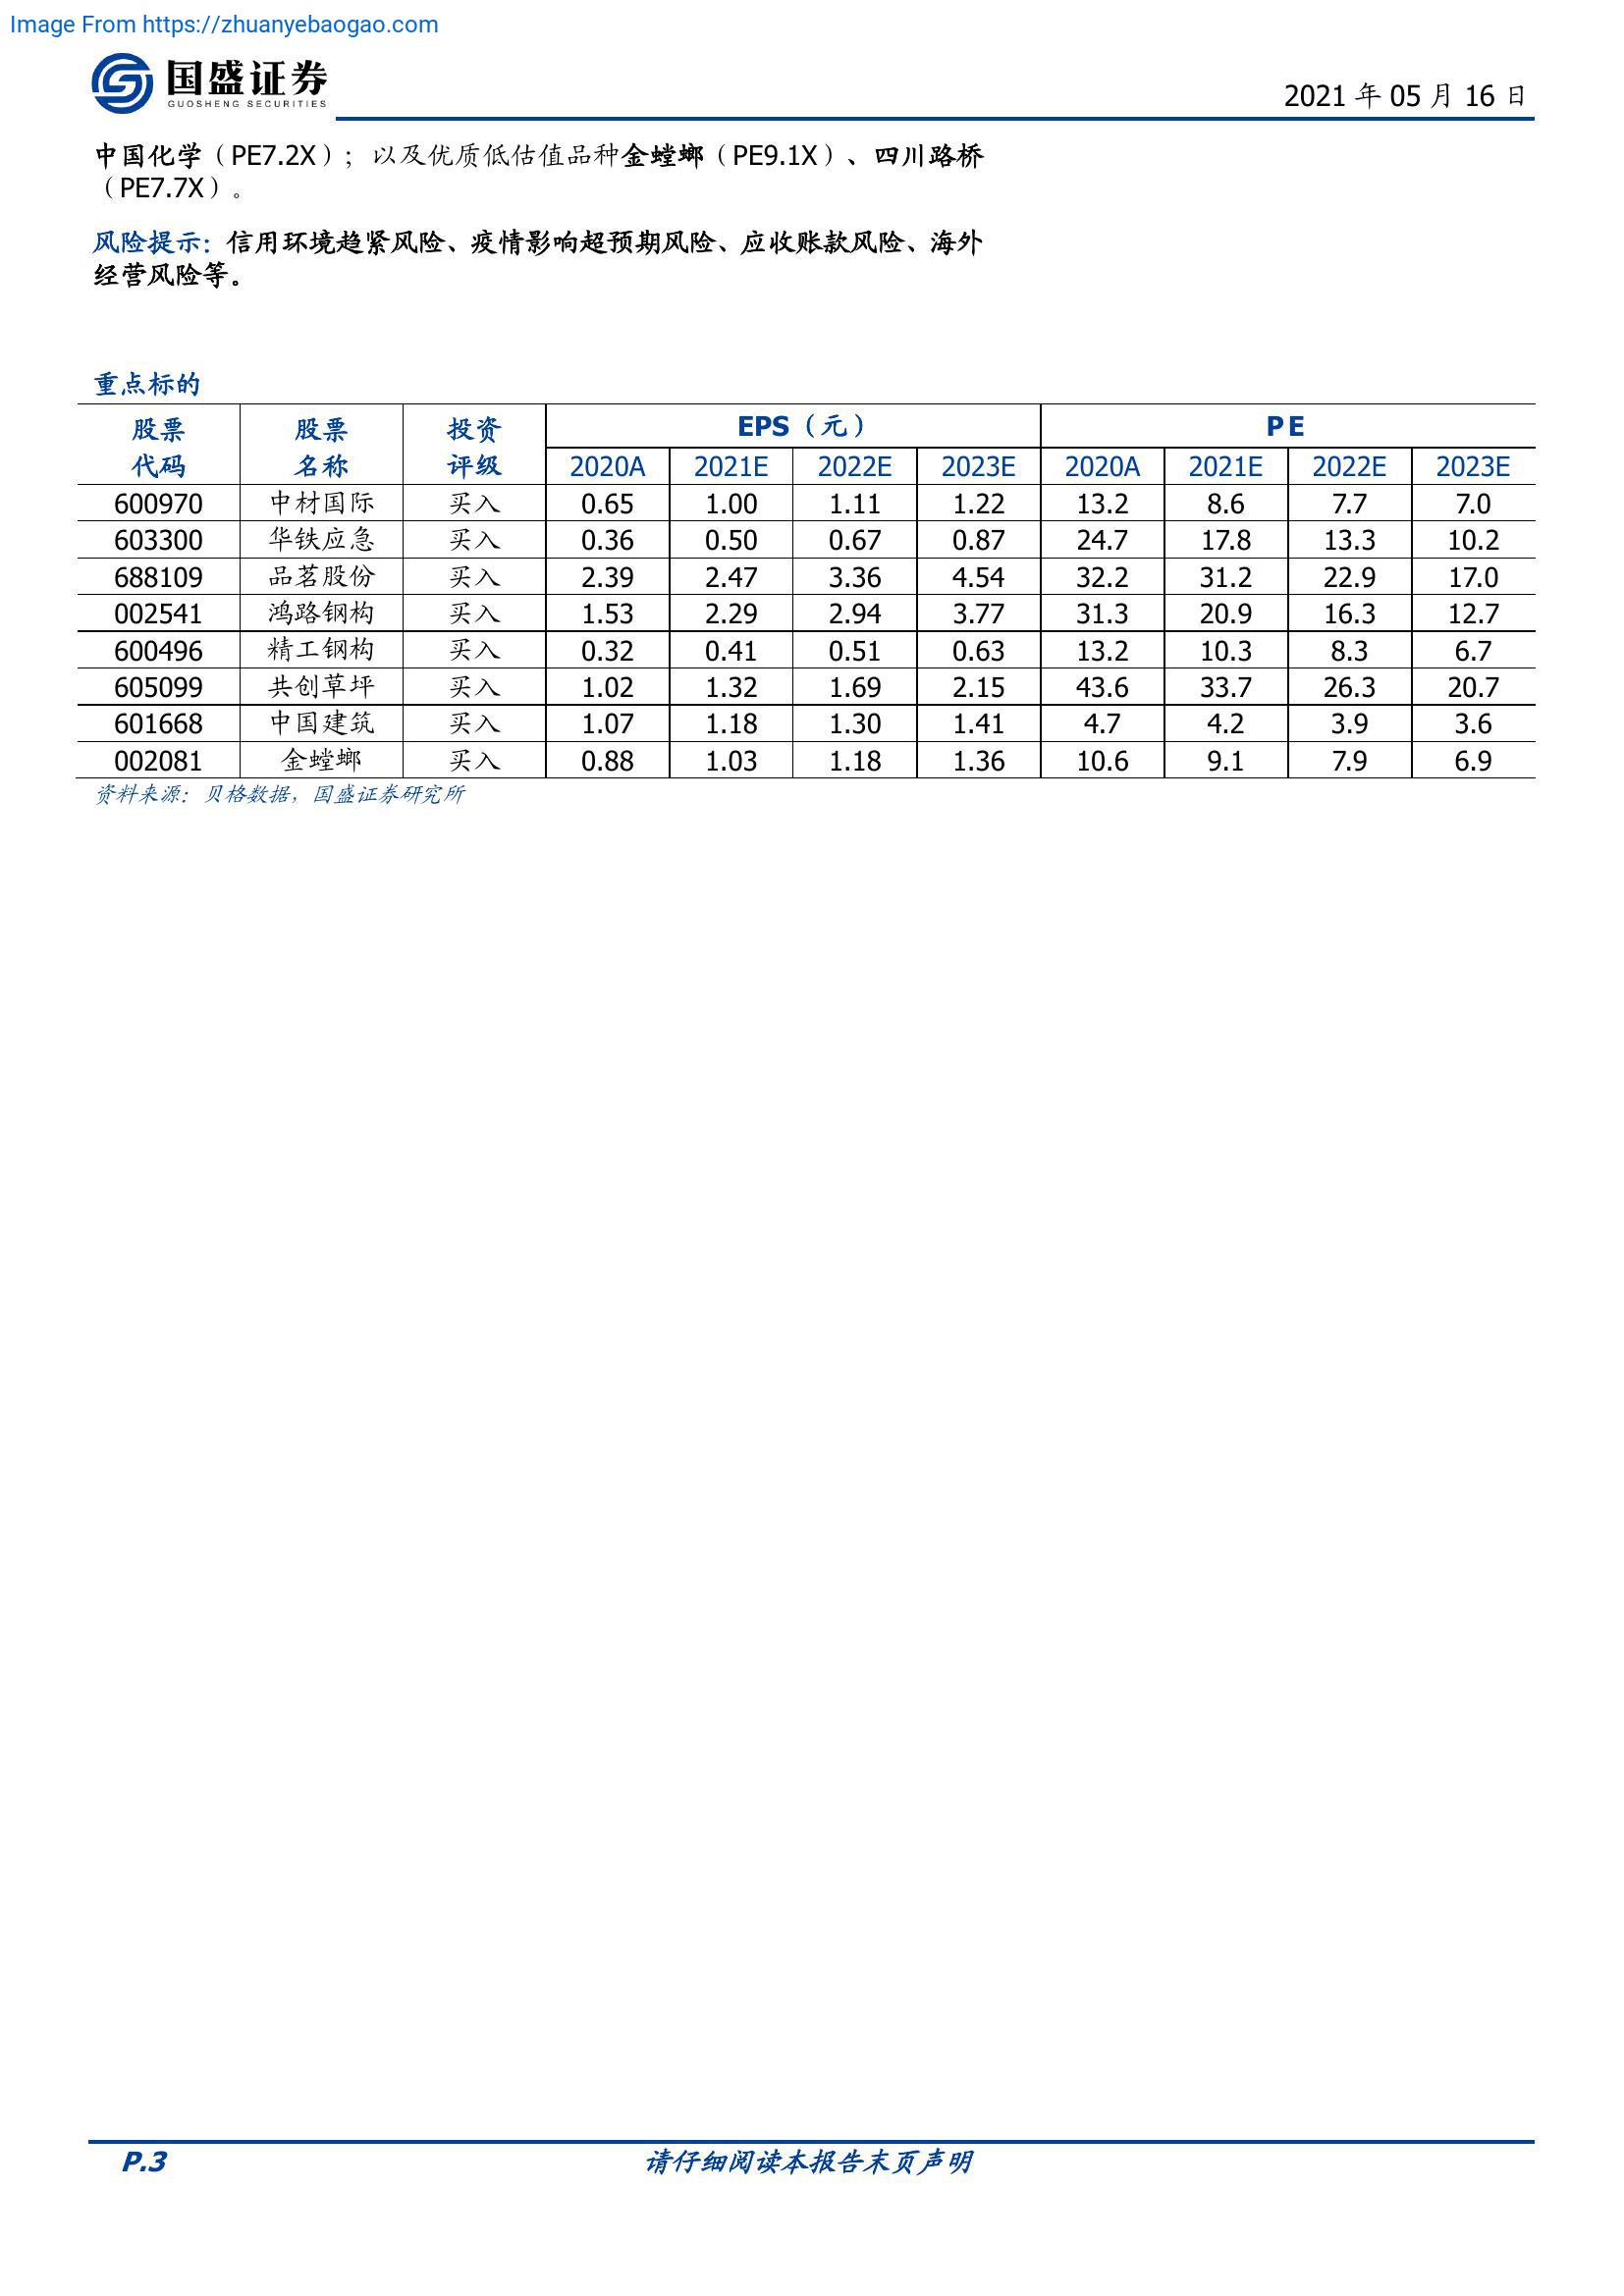 Image From https://zhuanyebaogao.com
国盛证券
GUOSHENG SECURITIES
2021 年 05 月 16 日
中国化学（PE7.2X）；以及优质低估值品种金螳螂（PE9.1X）、四川路桥
（PE7.7X）。
风险提示：信用环境趋紧风险、疫情影响超预期风险、应收账款风险、海外
经营风险等。
重点标的
股票 股票 投资 EPS（元） PE
代码 名称 评级 2020A 2021E 2022E 2023E 2020A 2021E 2022E 2023E
600970 中材国际 买入 0.65 1.00 1.11 1.22 13.2 8.6 7.7 7.0
603300 华铁应急 买入 0.36 0.50 0.67 0.87 24.7 17.8 13.3 10.2
688109 品茗股份 买入 2.39 2.47 3.36 4.54 32.2 31.2 22.9 17.0
002541 鸿路钢构 买入 1.53 2.29 2.94 3.77 31.3 20.9 16.3 12.7
600496 精工钢构 买入 0.32 0.41 0.51 0.63 13.2 10.3 8.3 6.7
605099 共创草坪 买入 1.02 1.32 1.69 2.15 43.6 33.7 26.3 20.7
601668 中国建筑 买入 1.07 1.18 1.30 1.41 4.7 4.2 3.9 3.6
002081 金螳螂 买入 0.88 1.03 1.18 1.36 10.6 9.1 7.9 6.9
资料来源：贝格数据，国盛证券研究所
P.3 请仔细阅读本报告末页声明